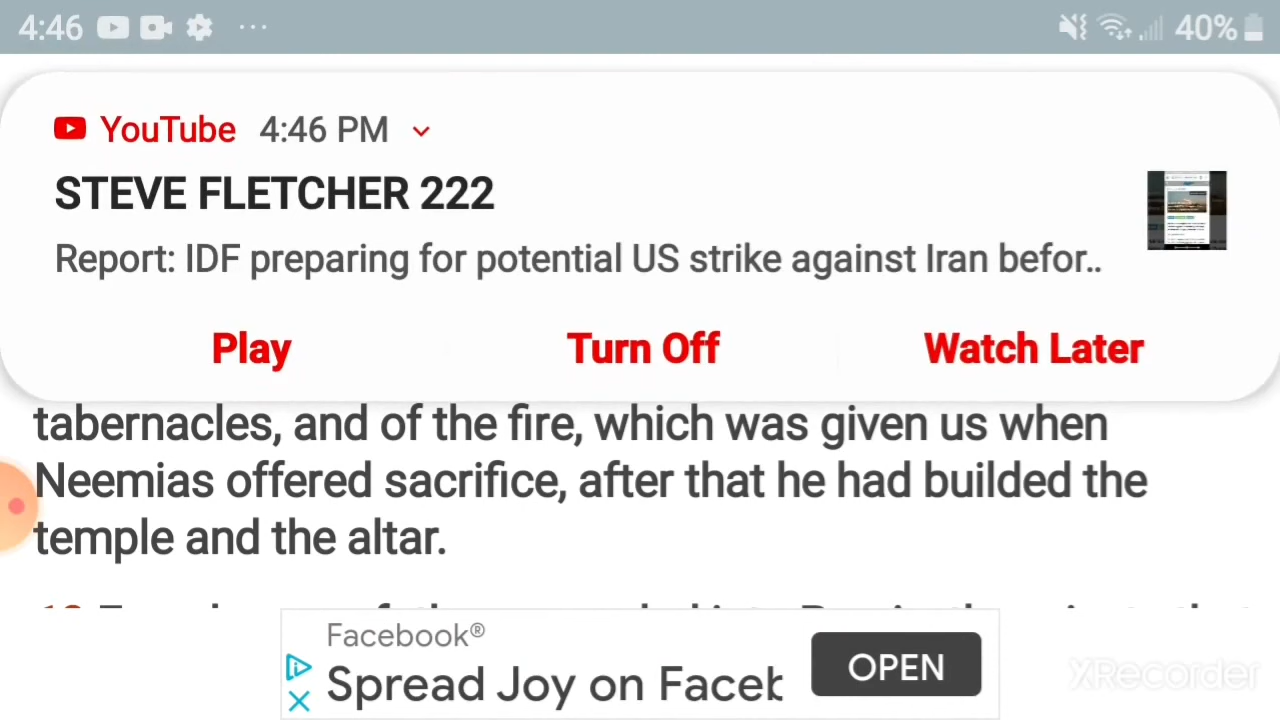 4:46
40%
YouTube 4:46 PM
STEVE FLETCHER 222
Report: IDF preparing for potential US strike against Iran befor..
Play Turn Off Watch Later
tabernacles, and of the fire, which was given us when
Neemias offered sacrifice, after that he had builded the
temple and the altar.
Facebook®
Spread Joy on Faceb
OPEN
XRecorder